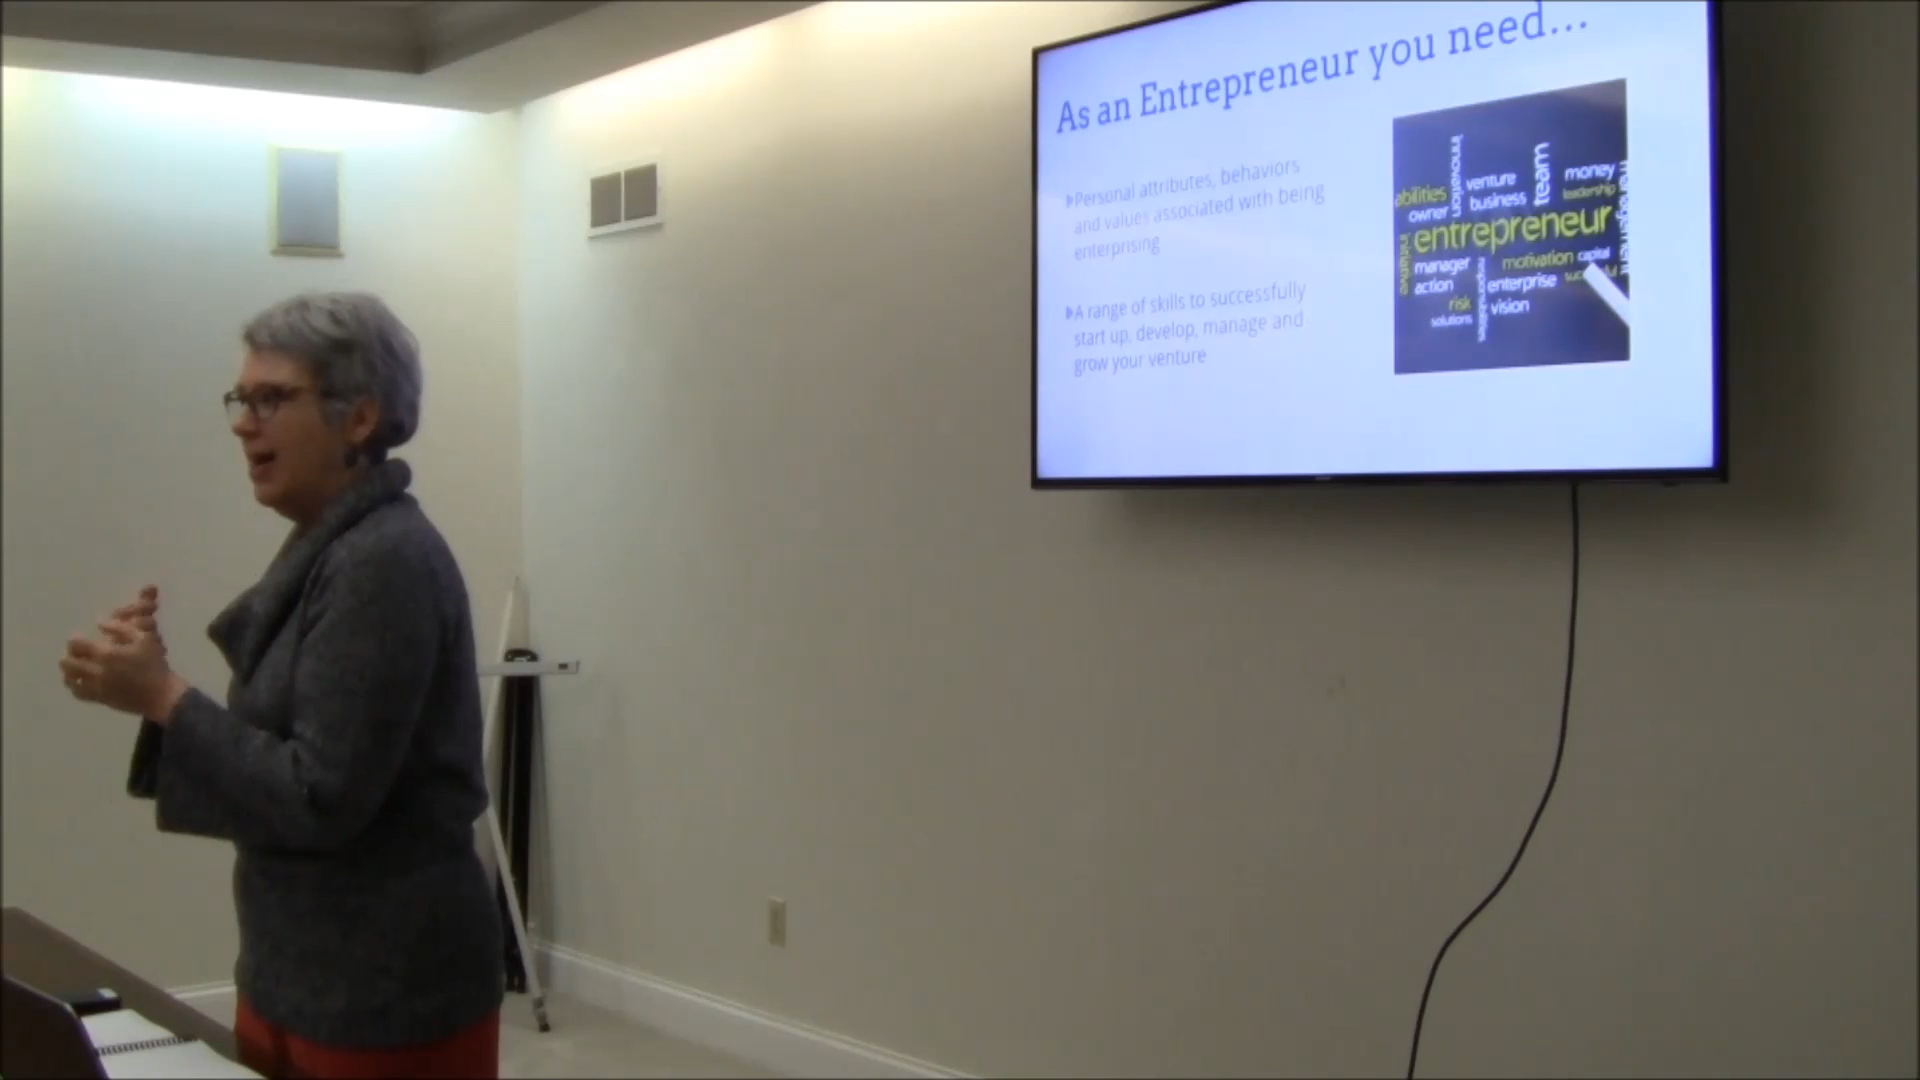 As an Entrepreneur you need...
Personal attributes, behaviors
and values associated with being
enterprising
A range of skills to successfully
start up, develop, manage and
grow your venture
innovation
team
money
abilities
venture
leadership
management
owner
business
entrepreneur
initiative
manager
responsibilities
motivation
capital
action
enterprise
risk
vision
solutions